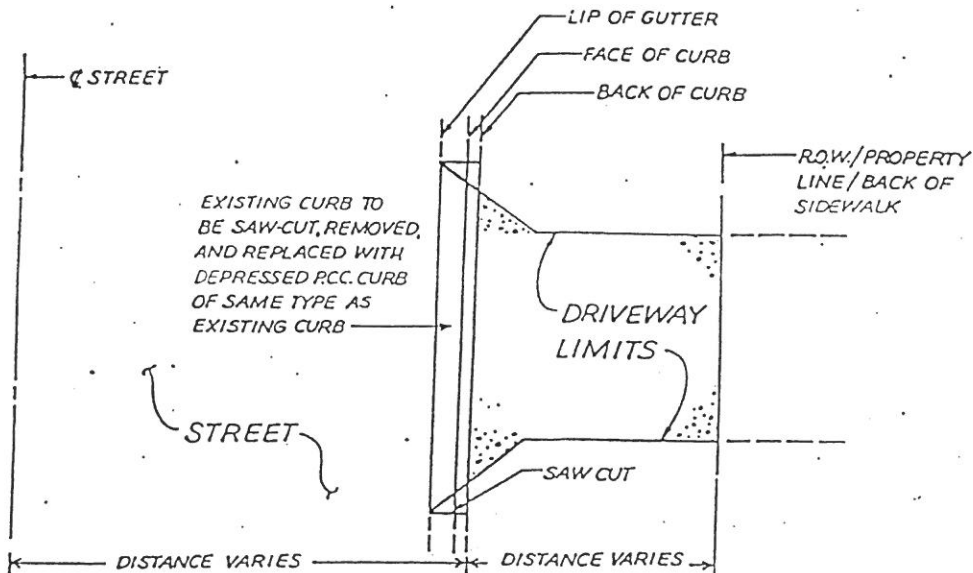 LIP OF GUTTER
℄ STREET
FACE OF CURB
BACK OF CURB
R.O.W./PROPERTY
LINE/BACK OF
SIDEWALK
EXISTING CURB TO
BE SAW-CUT, REMOVED,
AND REPLACED WITH
DEPRESSED P.C.C. CURB
OF SAME TYPE AS
EXISTING CURB
DRIVEWAY
LIMITS
STREET
SAW CUT
DISTANCE VARIES
DISTANCE VARIES